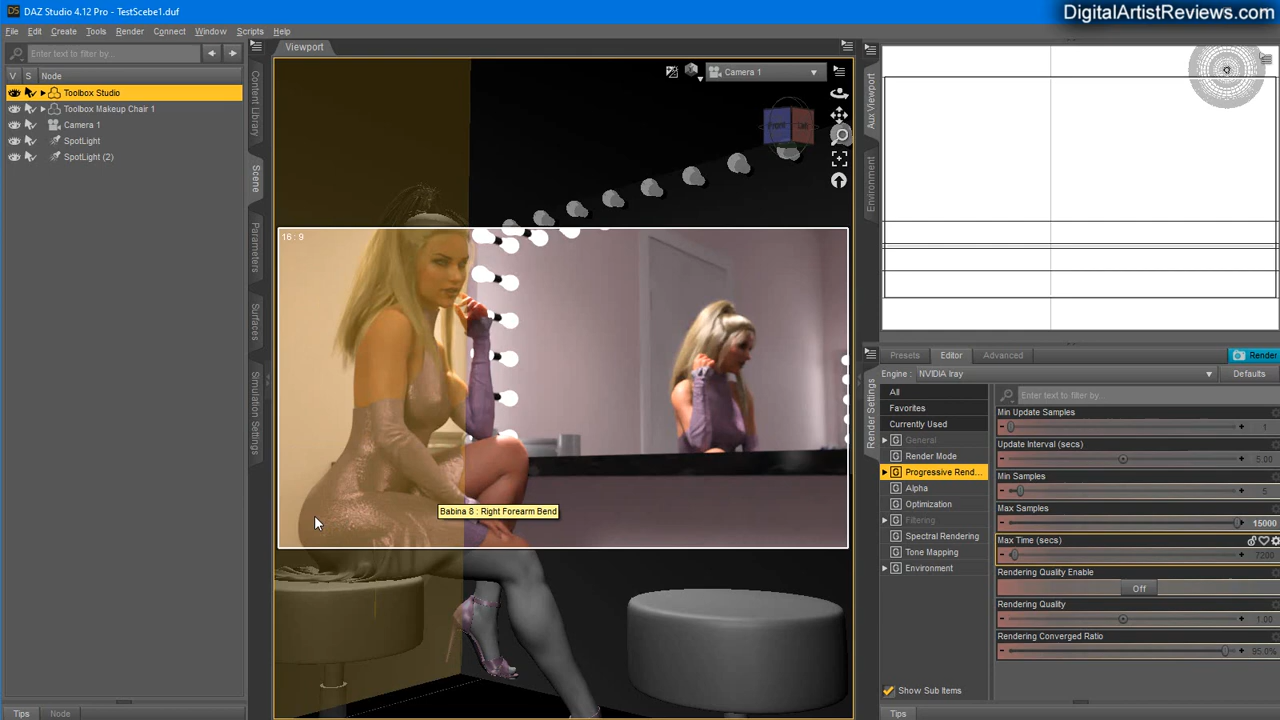 DAZ Studio 4.12 Pro - TestScebe1.duf
DigitalArtistReviews.com
File Edit Create Tools Render Connect Window Scripts Help
Enter text to filter by...
V S Node
Toolbox Studio
Toolbox Makeup Chair 1
Camera 1
SpotLight
SpotLight (2)
Tips Node
Content Library
Scene
Parameters
Surfaces
Simulation Settings
Viewport
Camera 1
Front
16 : 9
Babina 8 : Right Forearm Bend
Aux Viewport
Environment
Render Settings
Presets Editor Advanced Render
Engine : NVIDIA Iray Defaults
All
Favorites
Currently Used
G General
G Render Mode
G Progressive Rend...
G Alpha
G Optimization
G Filtering
G Spectral Rendering
G Tone Mapping
G Environment
Show Sub Items
Enter text to filter by
Min Update Samples
1
Update Interval (secs)
5.00
Min Samples
5
Max Samples
15000
Max Time (secs)
7200
Rendering Quality Enable
Off
Rendering Quality
1.00
Rendering Converged Ratio
95.0%
Tips